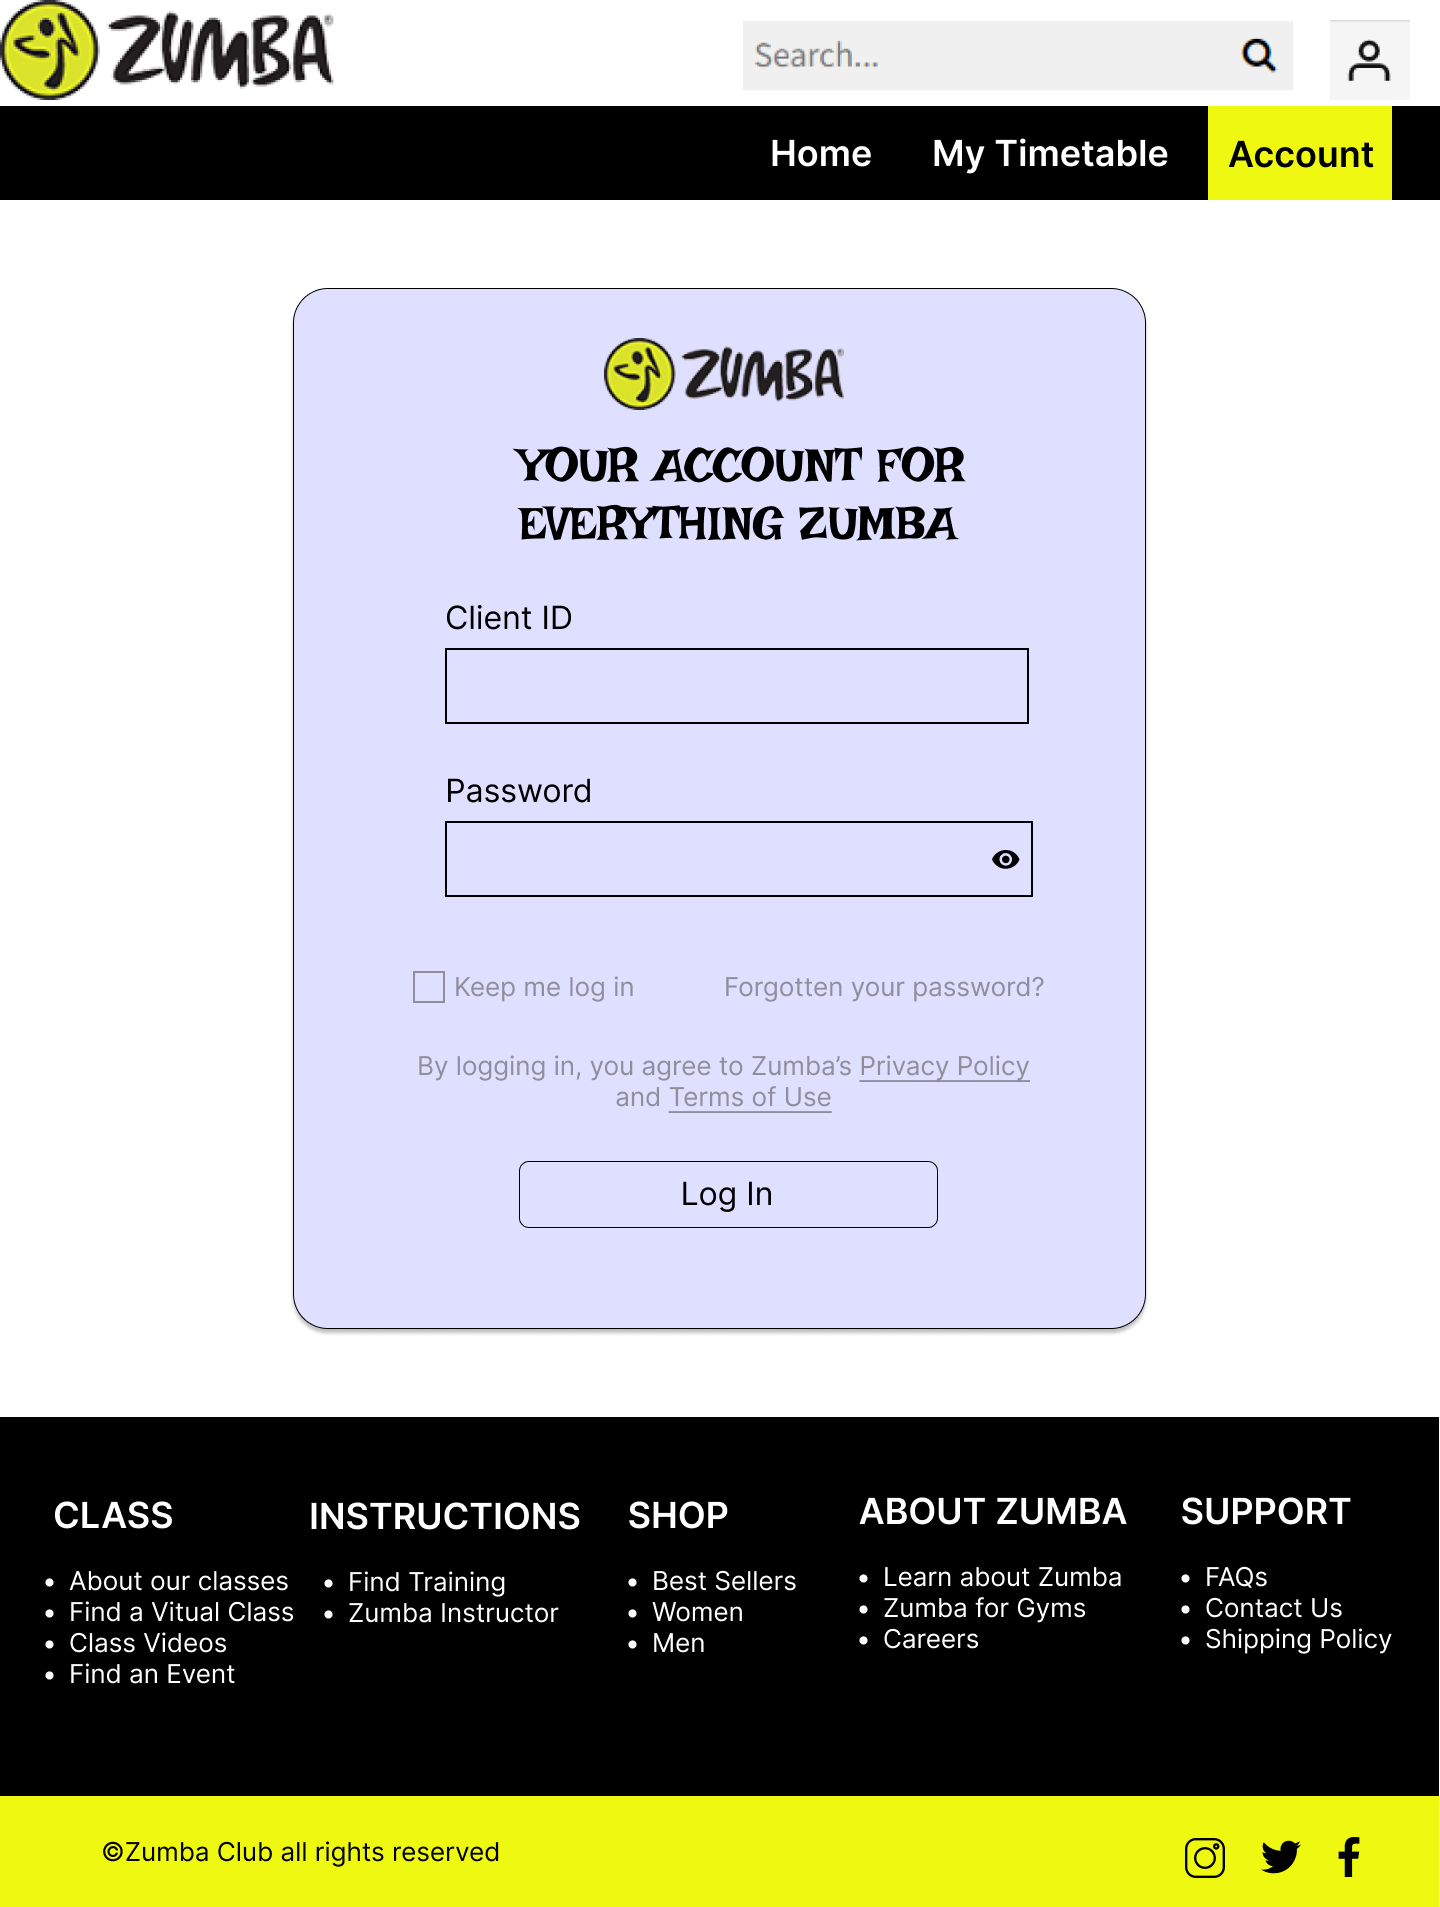 ZUMBA®
Search...
Home My Timetable Account
ZUMBA®
YOUR ACCOUNT FOR
EVERYTHING ZUMBA
Client ID
Password
Keep me log in Forgotten your password?
By logging in, you agree to Zumba’s Privacy Policy
and Terms of Use
Log In
CLASS
• About our classes
• Find a Vitual Class
• Class Videos
• Find an Event
INSTRUCTIONS
• Find Training
• Zumba Instructor
SHOP
• Best Sellers
• Women
• Men
ABOUT ZUMBA
• Learn about Zumba
• Zumba for Gyms
• Careers
SUPPORT
• FAQs
• Contact Us
• Shipping Policy
©Zumba Club all rights reserved